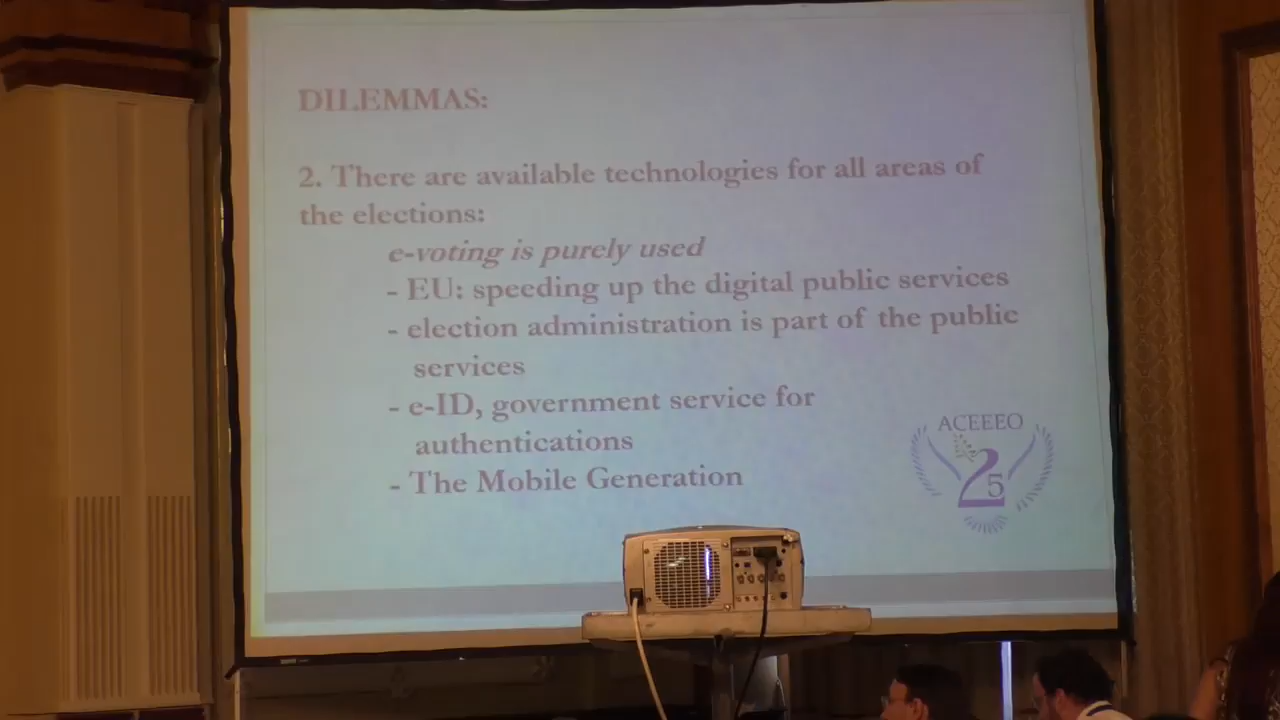 DILEMMAS:
2. There are available technologies for all areas of
the elections:
e-voting is purely used
- EU: speeding up the digital public services
- election administration is part of the public
services
- e-ID, government service for
authentications
- The Mobile Generation
ACEEEO
25